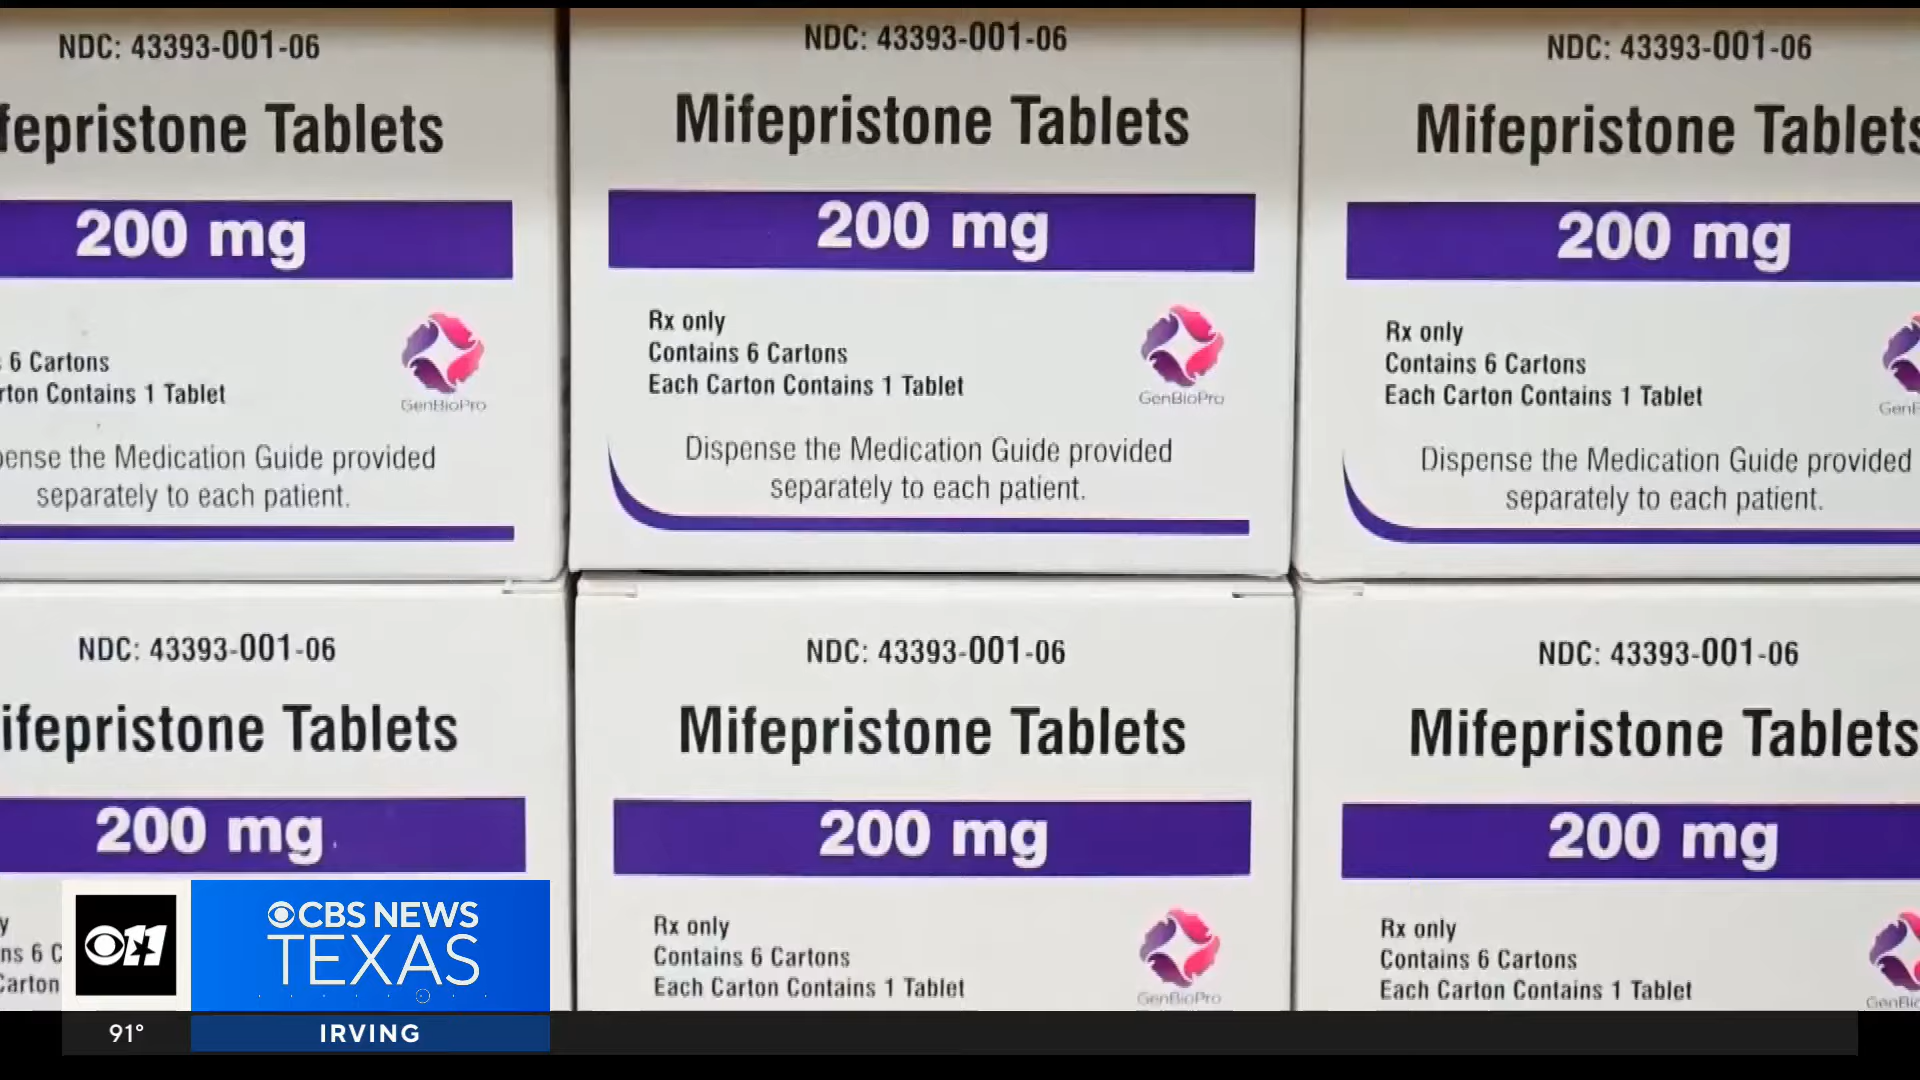 NDC: 43393-001-06
fepristone Tablets
200 mg
6 Cartons
rton Contains 1 Tablet
GenBioPro
pense the Medication Guide provided
separately to each patient.
NDC: 43393-001-06
Mifepristone Tablets
200 mg
Rx only
Contains 6 Cartons
Each Carton Contains 1 Tablet
GenBioPro
Dispense the Medication Guide provided
separately to each patient.
NDC: 43393-001-06
Mifepristone Tablets
200 mg
Rx only
Contains 6 Cartons
Each Carton Contains 1 Tablet
GenB
Dispense the Medication Guide provided
separately to each patient.
NDC: 43393-001-06
ifepristone Tablets
200 mg
y
ns 6 C
Carton
NDC: 43393-001-06
Mifepristone Tablets
200 mg
Rx only
Contains 6 Cartons
Each Carton Contains 1 Tablet
GenBioPro
NDC: 43393-001-06
Mifepristone Tablets
200 mg
Rx only
Contains 6 Cartons
Each Carton Contains 1 Tablet
GenBio
11
CBS NEWS
TEXAS
91° IRVING